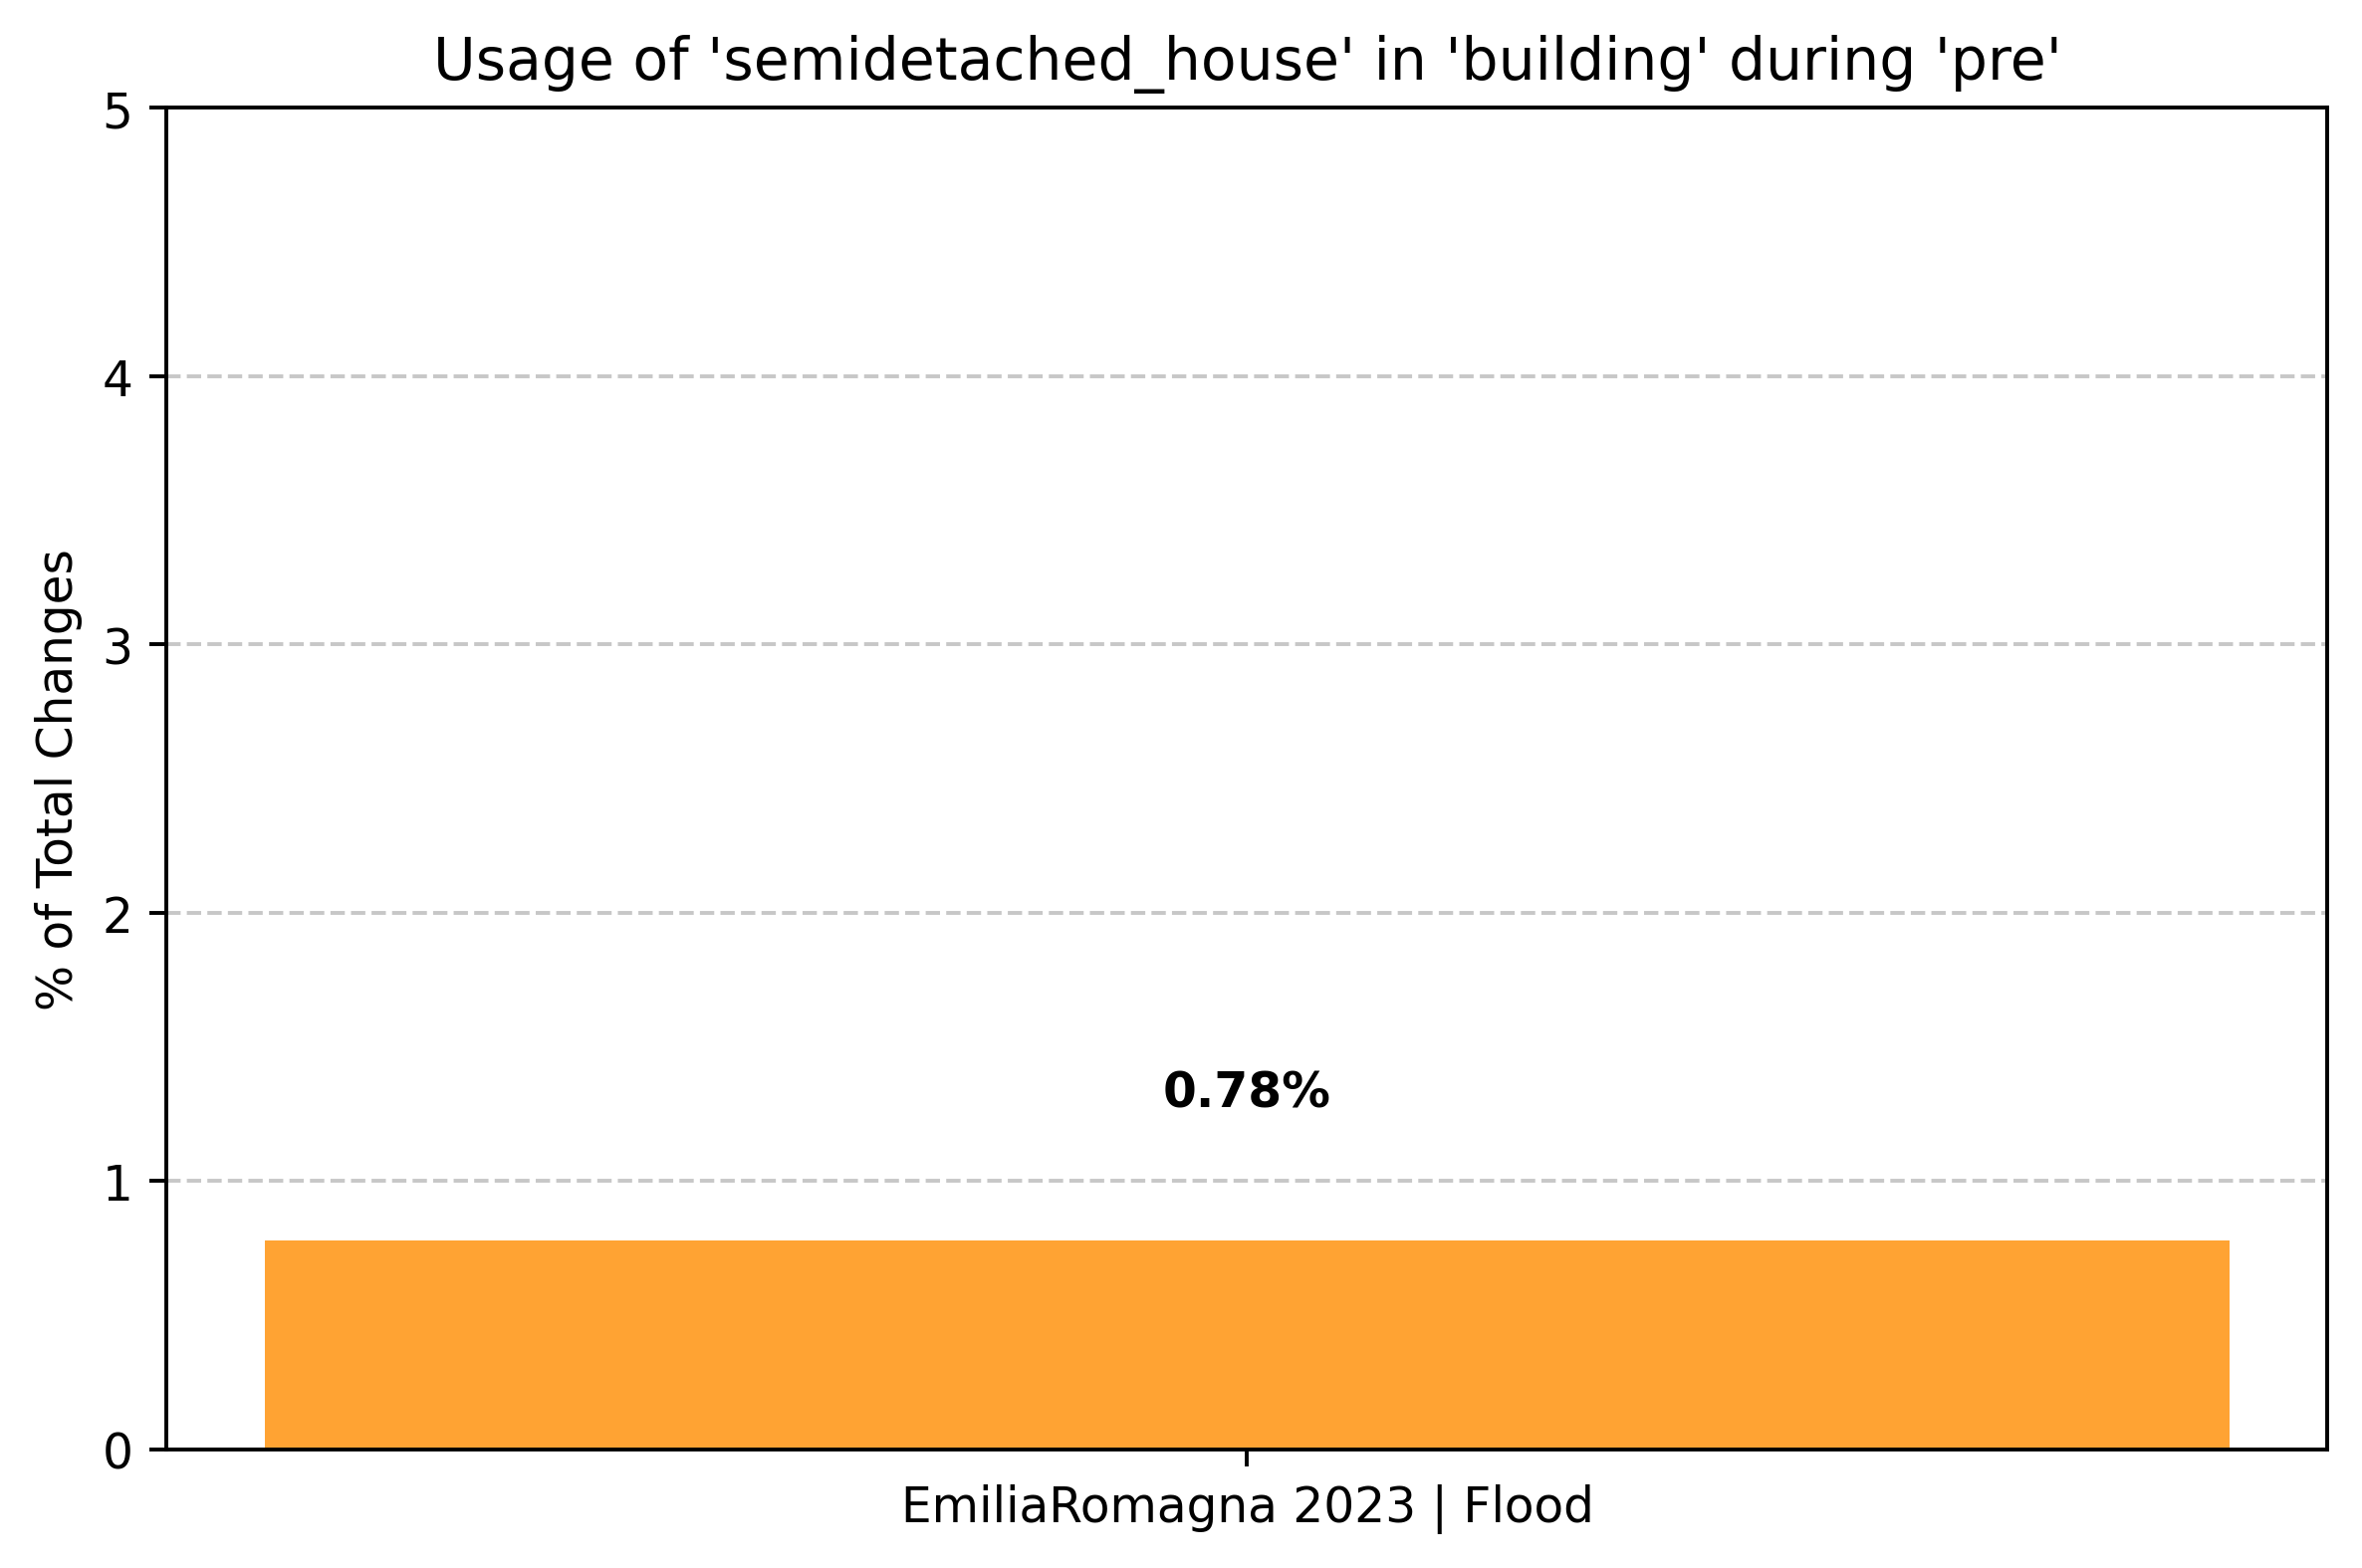 Usage of 'semidetached_house' in 'building' during 'pre'
5
4
3
2
1
0
% of Total Changes
0.78%
EmiliaRomagna 2023 | Flood